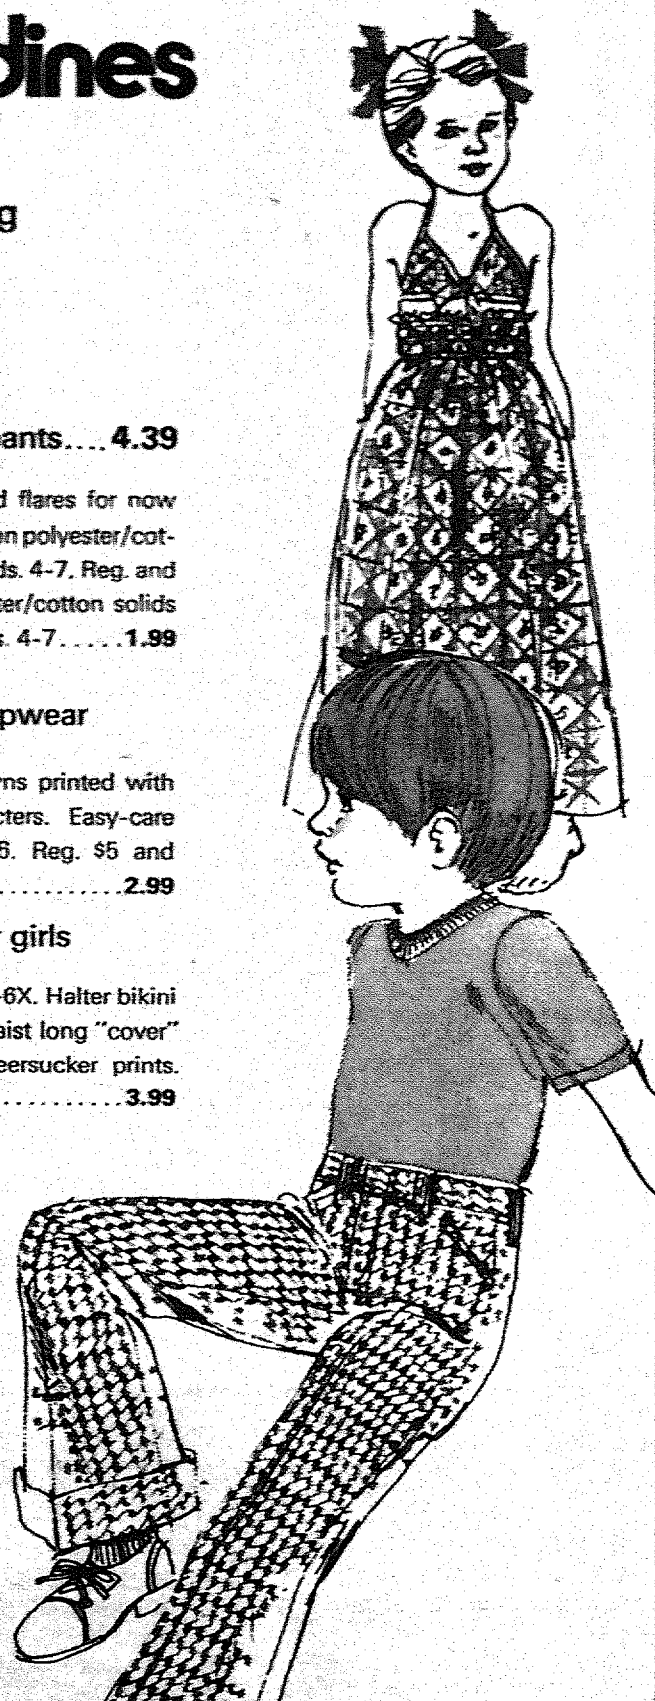 dines
g
ants.... 4.39
d flares for now
on polyester/cot-
ds. 4-7. Reg. and
ter/cotton solids
s. 4-7......1.99
pwear
ns printed with
cters. Easy-care
6. Reg. $5 and
............2.99
r girls
-6X. Halter bikini
aist long "cover"
eersucker prints.
............3.99